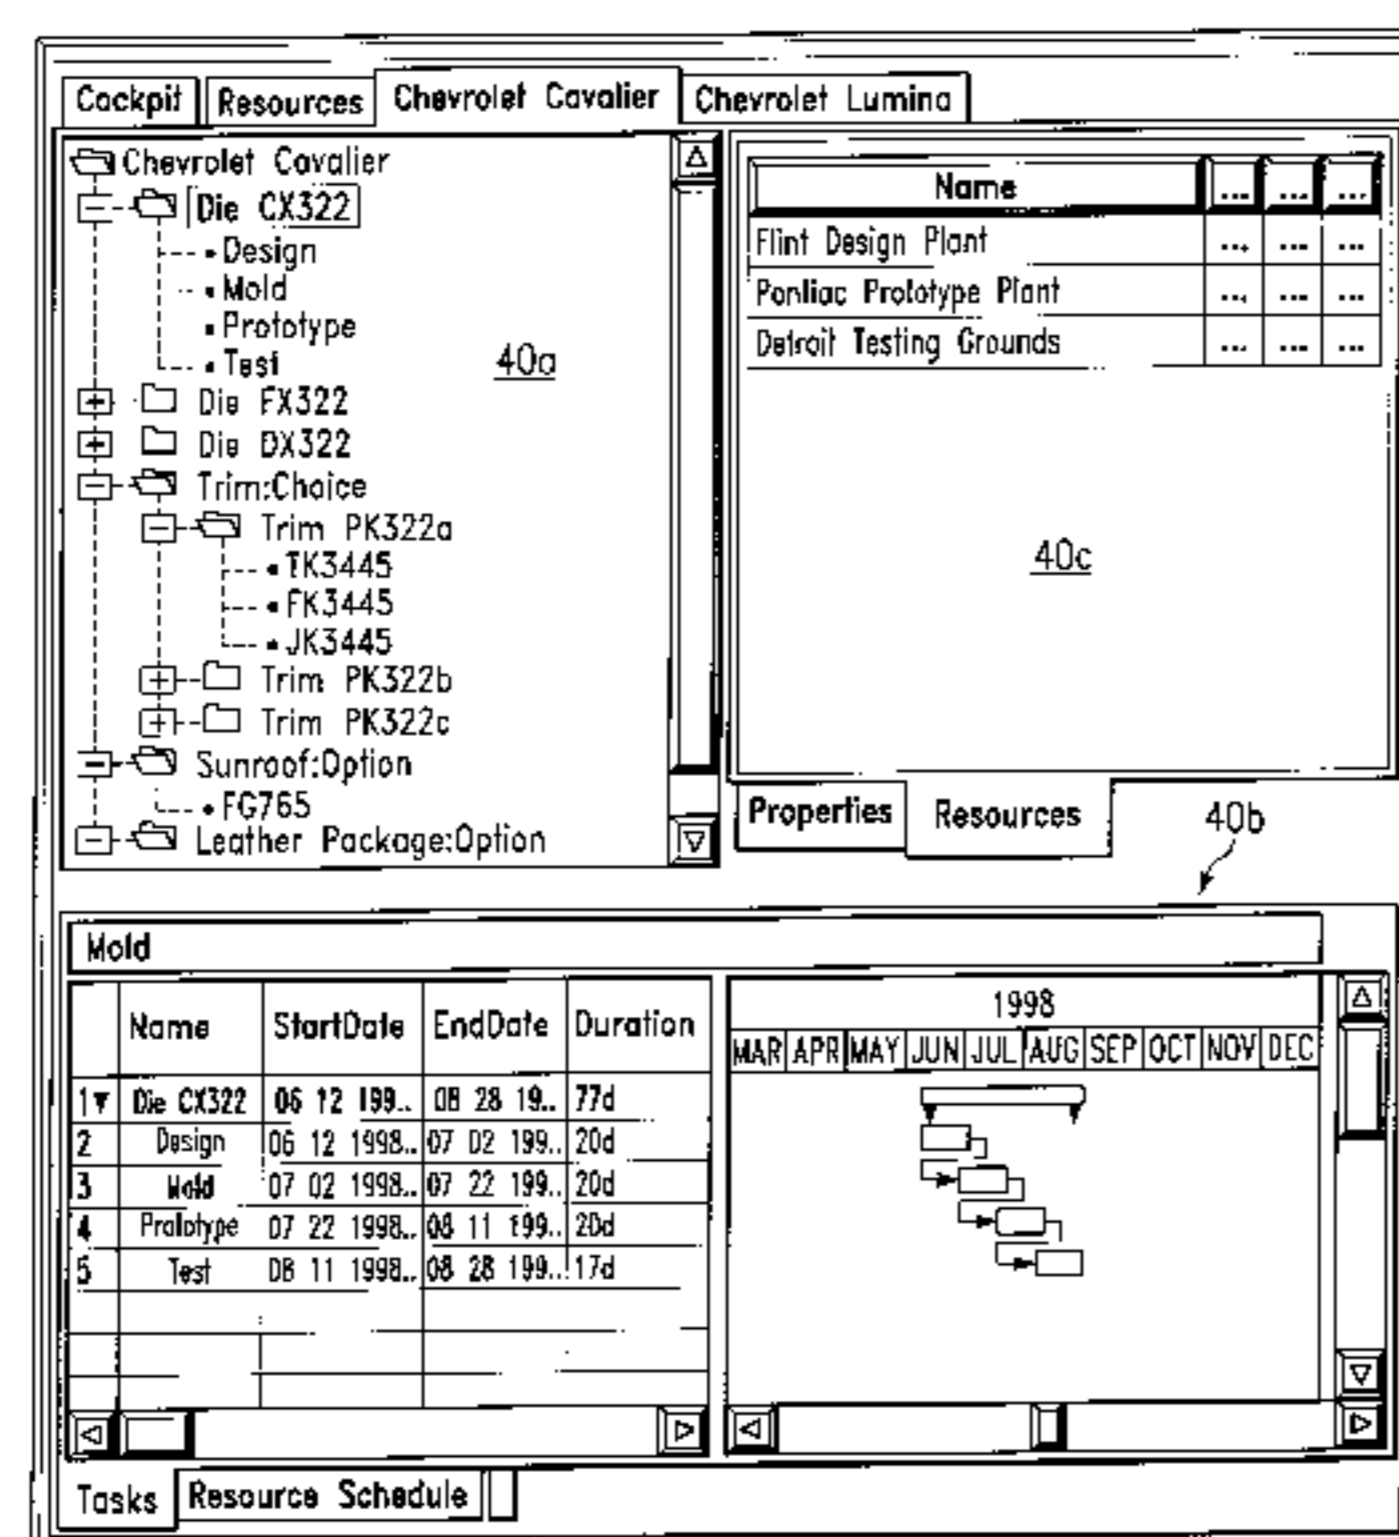 Cockpit Resources Chevrolet Cavalier Chevrolet Lumina
Chevrolet Cavalier
Die CX322
Design
Mold
Prototype
Test
40a
Die FX322
Die DX322
Trim:Choice
Trim PK322a
TK3445
FK3445
JK3445
Trim PK322b
Trim PK322c
Sunroof:Option
FG765
Leather Package:Option
Name ... ... ...
Flint Design Plant ... ... ...
Pontiac Prototype Plant ... ... ...
Detroit Testing Grounds ... ... ...
40c
Properties Resources
40b
Mold
Name StartDate EndDate Duration
1 Die CX322 06 12 199.. 08 28 19.. 77d
2 Design 06 12 1998.. 07 02 199.. 20d
3 Mold 07 02 1998.. 07 22 199.. 20d
4 Prototype 07 22 1998.. 08 11 199.. 20d
5 Test 08 11 1998.. 08 28 199... 17d
1998
MAR APR MAY JUN JUL AUG SEP OCT NOV DEC
Tasks Resource Schedule